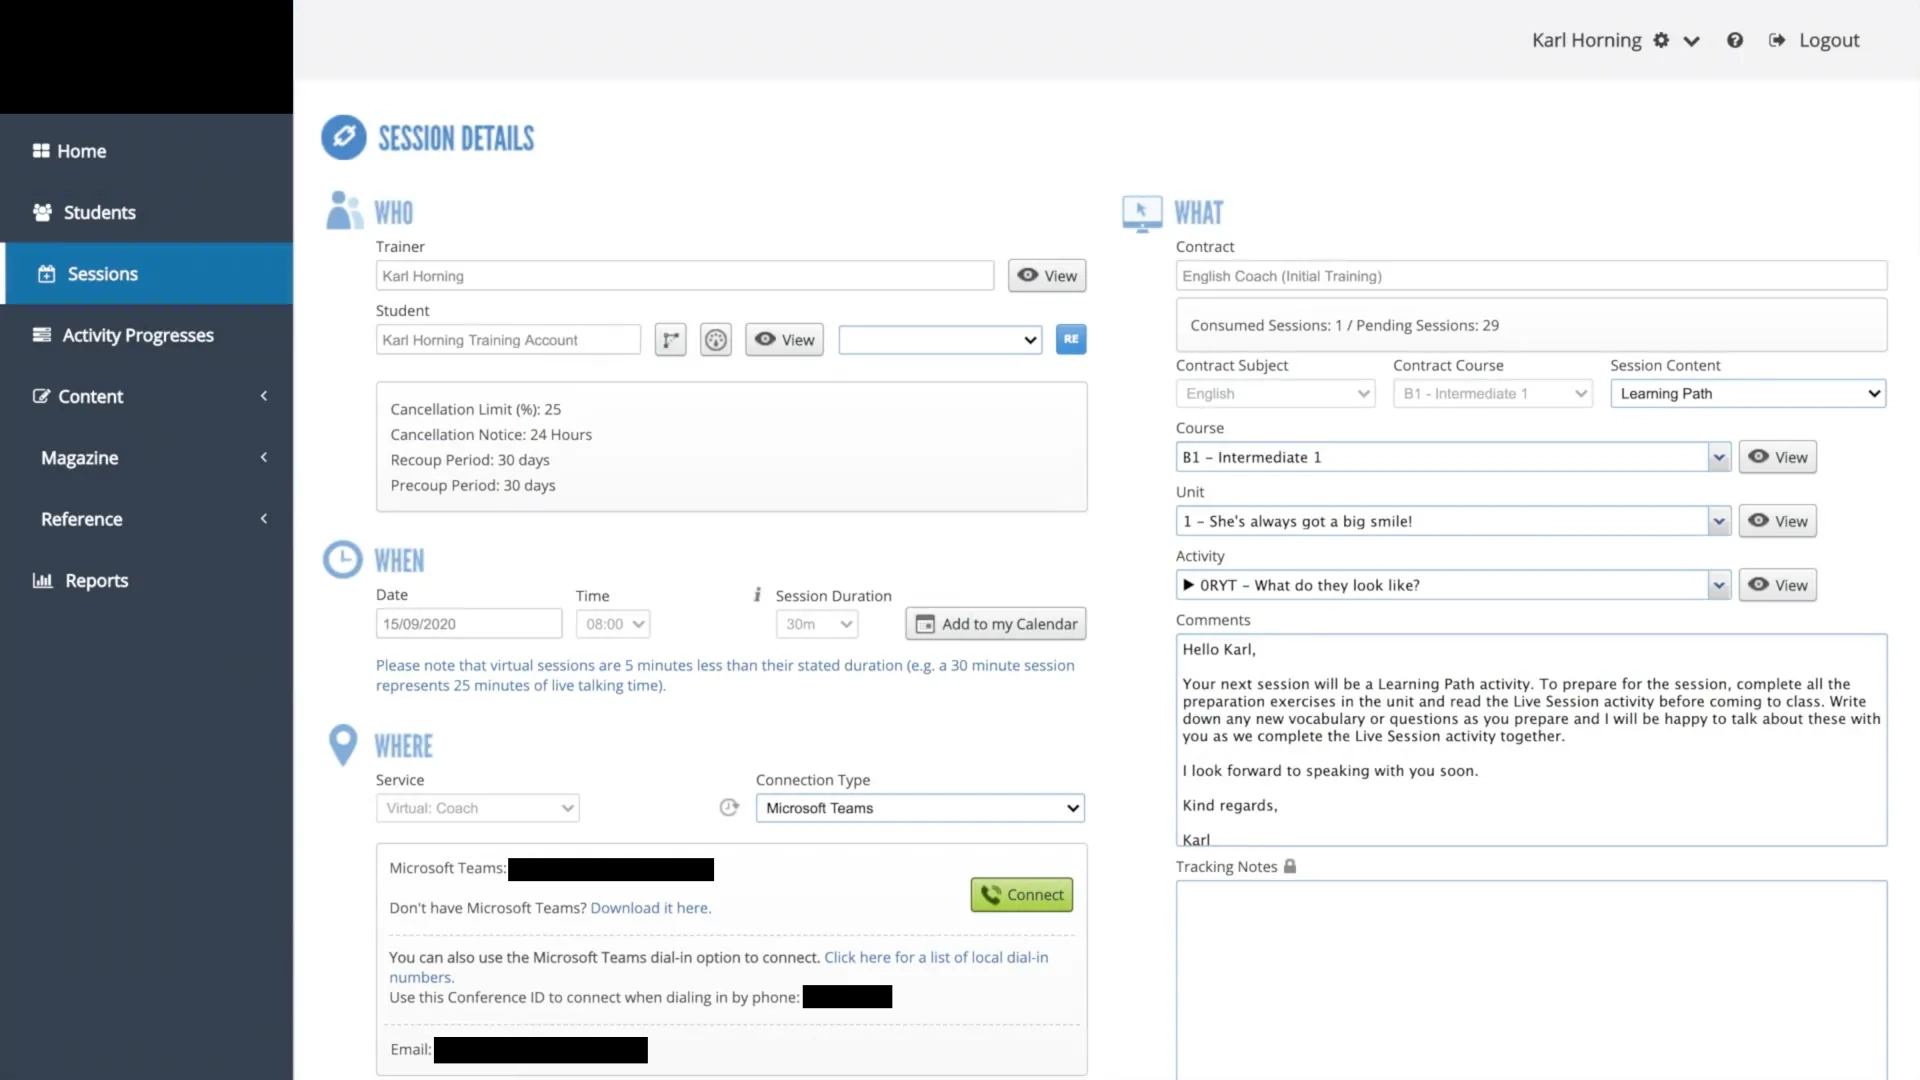 Karl Horning
Logout
Home
Students
Sessions
Activity Progresses
Content
Magazine
Reference
Reports
SESSION DETAILS
WHO
Trainer
Karl Horning
View
Student
Karl Horning Training Account
View
RE
Cancellation Limit (%): 25
Cancellation Notice: 24 Hours
Recoup Period: 30 days
Precoup Period: 30 days
WHEN
Date
Time
Session Duration
15/09/2020
08:00
30m
Add to my Calendar
Please note that virtual sessions are 5 minutes less than their stated duration (e.g. a 30 minute session
represents 25 minutes of live talking time).
WHERE
Service
Connection Type
Virtual: Coach
Microsoft Teams
Microsoft Teams:
Connect
Don't have Microsoft Teams? Download it here.
You can also use the Microsoft Teams dial-in option to connect. Click here for a list of local dial-in
numbers.
Use this Conference ID to connect when dialing in by phone:
Email:
WHAT
Contract
English Coach (Initial Training)
Consumed Sessions: 1 / Pending Sessions: 29
Contract Subject
Contract Course
Session Content
English
B1 - Intermediate 1
Learning Path
Course
B1 – Intermediate 1
View
Unit
1 – She's always got a big smile!
View
Activity
▶ 0RYT – What do they look like?
View
Comments
Hello Karl,
Your next session will be a Learning Path activity. To prepare for the session, complete all the
preparation exercises in the unit and read the Live Session activity before coming to class. Write
down any new vocabulary or questions as you prepare and I will be happy to talk about these with
you as we complete the Live Session activity together.
I look forward to speaking with you soon.
Kind regards,
Karl
Tracking Notes